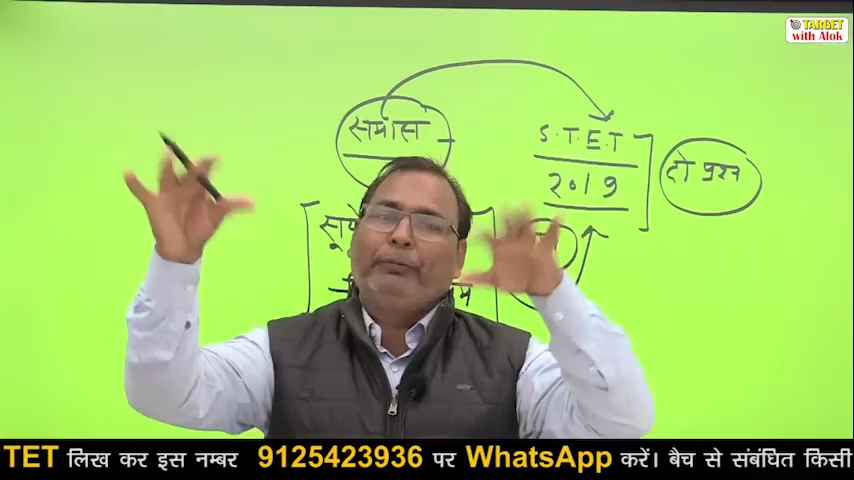 TARGET
with Alok
समास
S.T.E.T
2019
दो प्रश्न
TET लिख कर इस नम्बर 9125423936 पर WhatsApp करें। बैच से संबंधित किसी